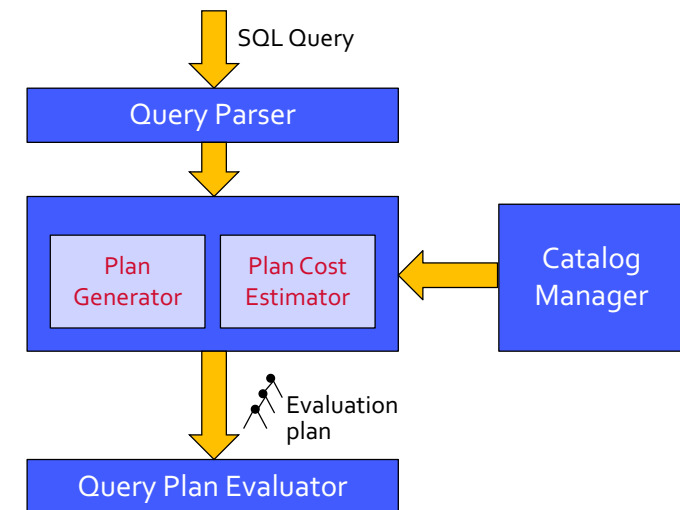 SQL Query
Query Parser
Plan
Generator
Plan Cost
Estimator
Catalog
Manager
Evaluation
plan
Query Plan Evaluator